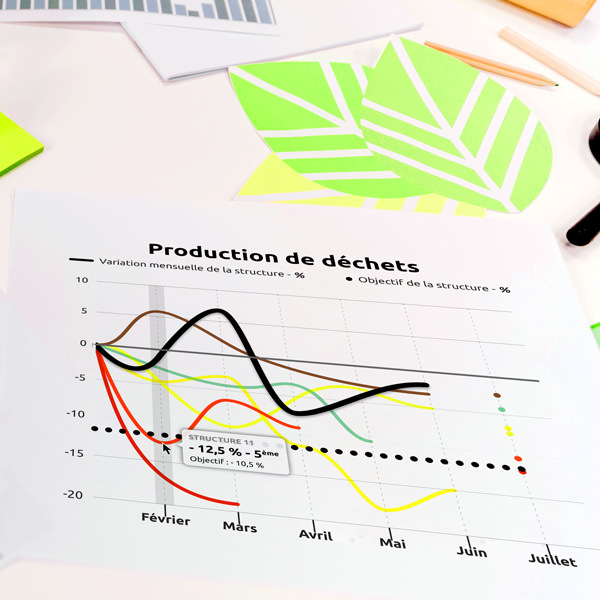 Production de déchets
Variation mensuelle de la structure - %
Objectif de la structure - %
10
5
0
-5
-10
-15
-20
STRUCTURE 11
- 12,5 % - 5ème
Objectif : - 10,5 %
Février
Mars
Avril
Mai
Juin
Juillet